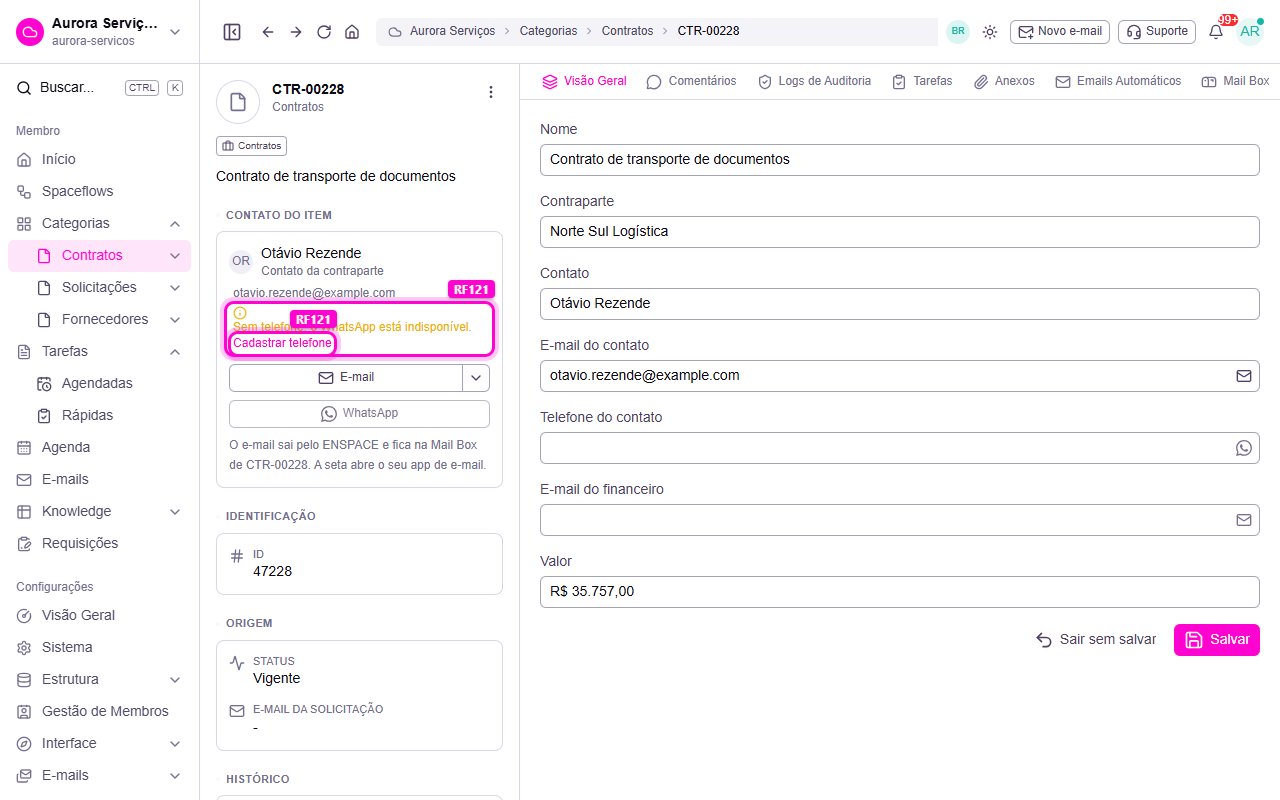 Aurora Serviç...
aurora-servicos
Aurora Serviços
Categorias
Contratos
CTR-00228
BR
Novo e-mail
Suporte
99+
AR
Buscar...
CTRL
K
Membro
Início
Spaceflows
Categorias
Contratos
Solicitações
Fornecedores
Tarefas
Agendadas
Rápidas
Agenda
E-mails
Knowledge
Requisições
Configurações
Visão Geral
Sistema
Estrutura
Gestão de Membros
Interface
E-mails
CTR-00228
Contratos
Contratos
Contrato de transporte de documentos
CONTATO DO ITEM
OR
Otávio Rezende
Contato da contraparte
otavio.rezende@example.com
RF121
RF121
Sem telefone WhatsApp está indisponível.
Cadastrar telefone
E-mail
WhatsApp
O e-mail sai pelo ENSPACE e fica na Mail Box
de CTR-00228. A seta abre o seu app de e-mail.
IDENTIFICAÇÃO
ID
47228
ORIGEM
STATUS
Vigente
E-MAIL DA SOLICITAÇÃO
-
HISTÓRICO
Visão Geral
Comentários
Logs de Auditoria
Tarefas
Anexos
Emails Automáticos
Mail Box
Nome
Contrato de transporte de documentos
Contraparte
Norte Sul Logística
Contato
Otávio Rezende
E-mail do contato
otavio.rezende@example.com
Telefone do contato
E-mail do financeiro
Valor
R$ 35.757,00
Sair sem salvar
Salvar